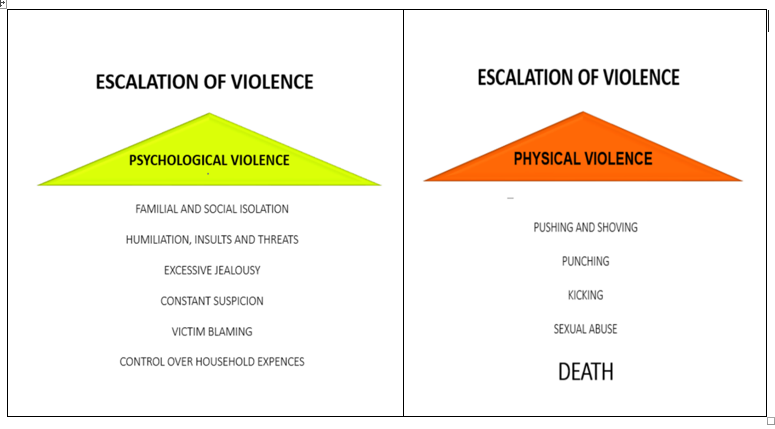 ESCALATION OF VIOLENCE
PSYCHOLOGICAL VIOLENCE
.
FAMILIAL AND SOCIAL ISOLATION
HUMILIATION, INSULTS AND THREATS
EXCESSIVE JEALOUSY
CONSTANT SUSPICION
VICTIM BLAMING
CONTROL OVER HOUSEHOLD EXPENCES
ESCALATION OF VIOLENCE
PHYSICAL VIOLENCE
PUSHING AND SHOVING
PUNCHING
KICKING
SEXUAL ABUSE
DEATH